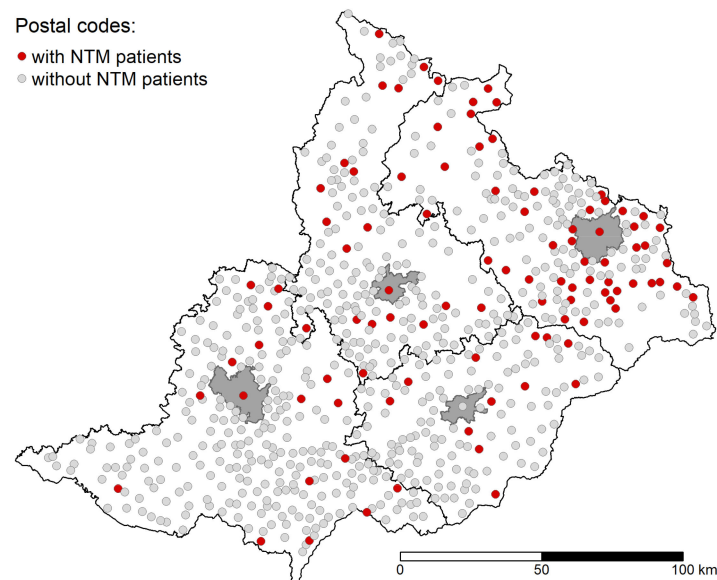 Postal codes:
with NTM patients
without NTM patients
0 50 100 km